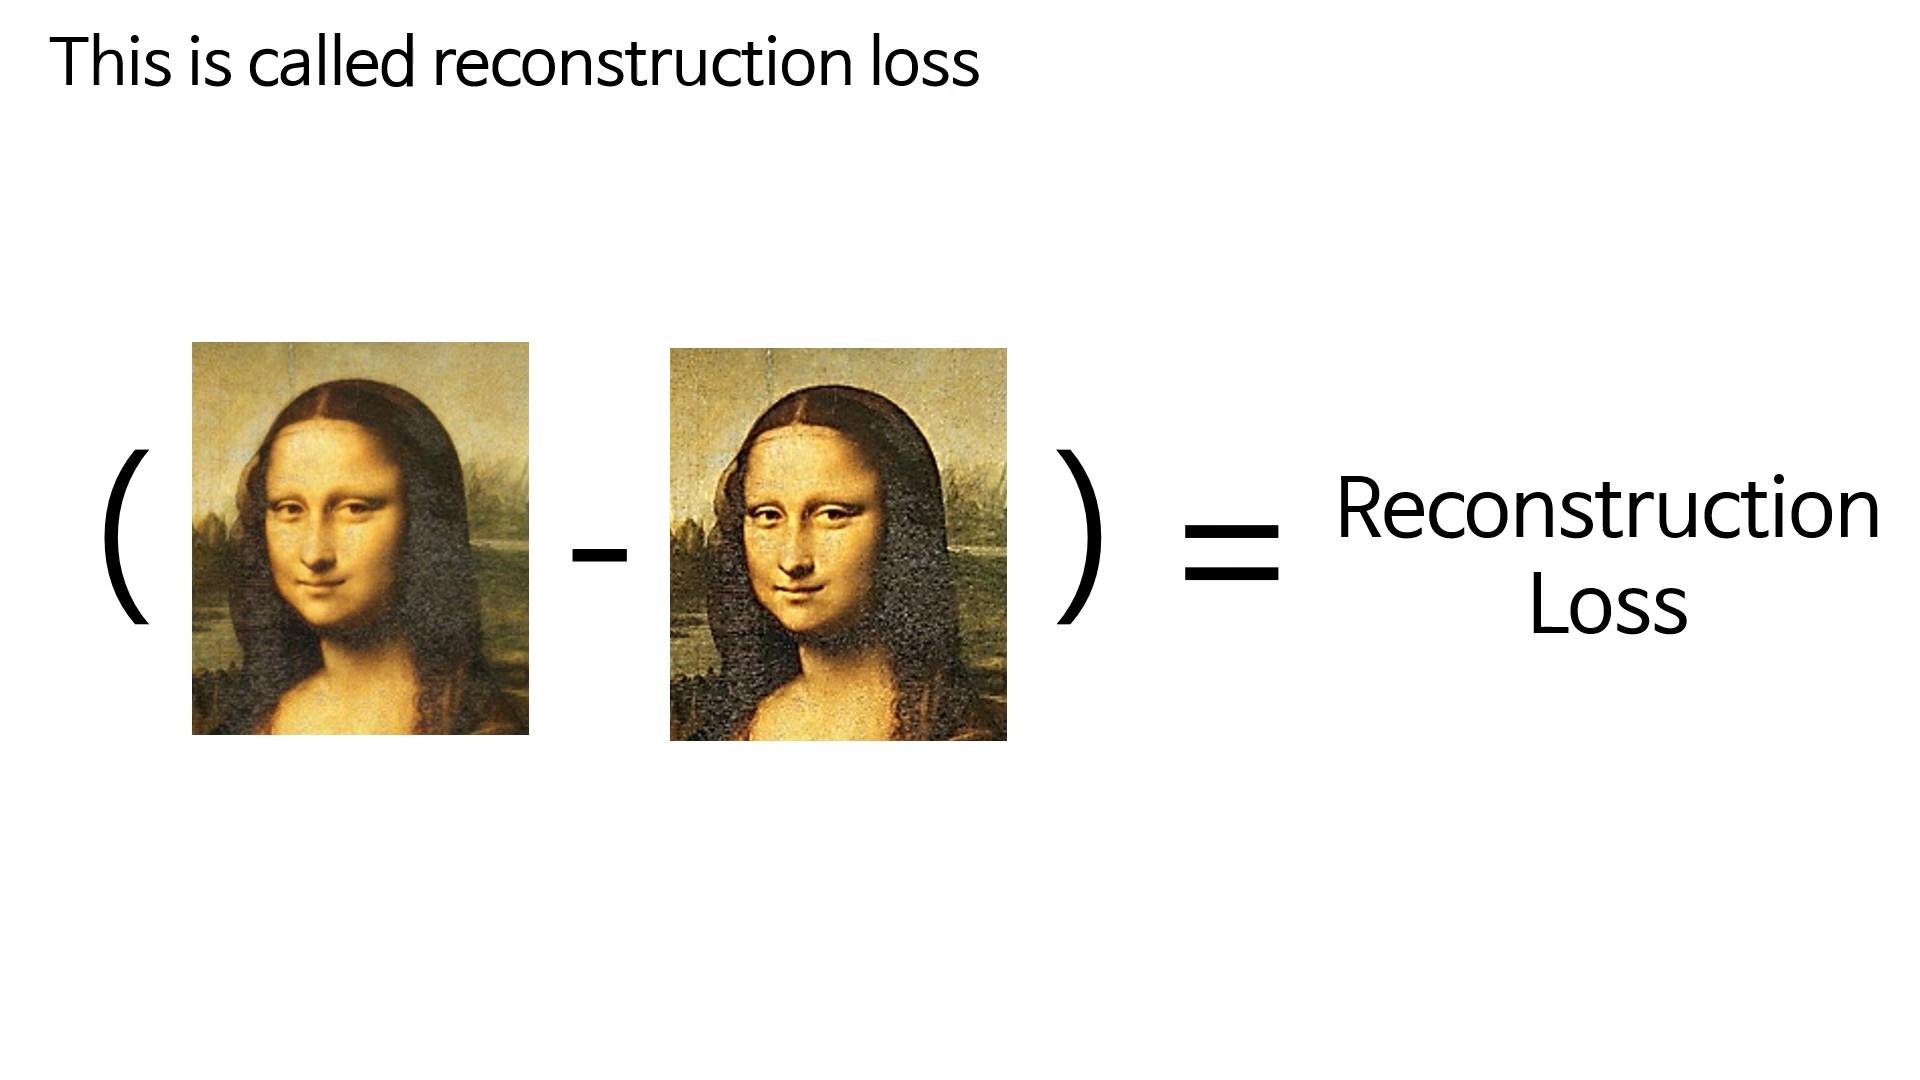 This is called reconstruction loss
( - ) = Reconstruction
Loss